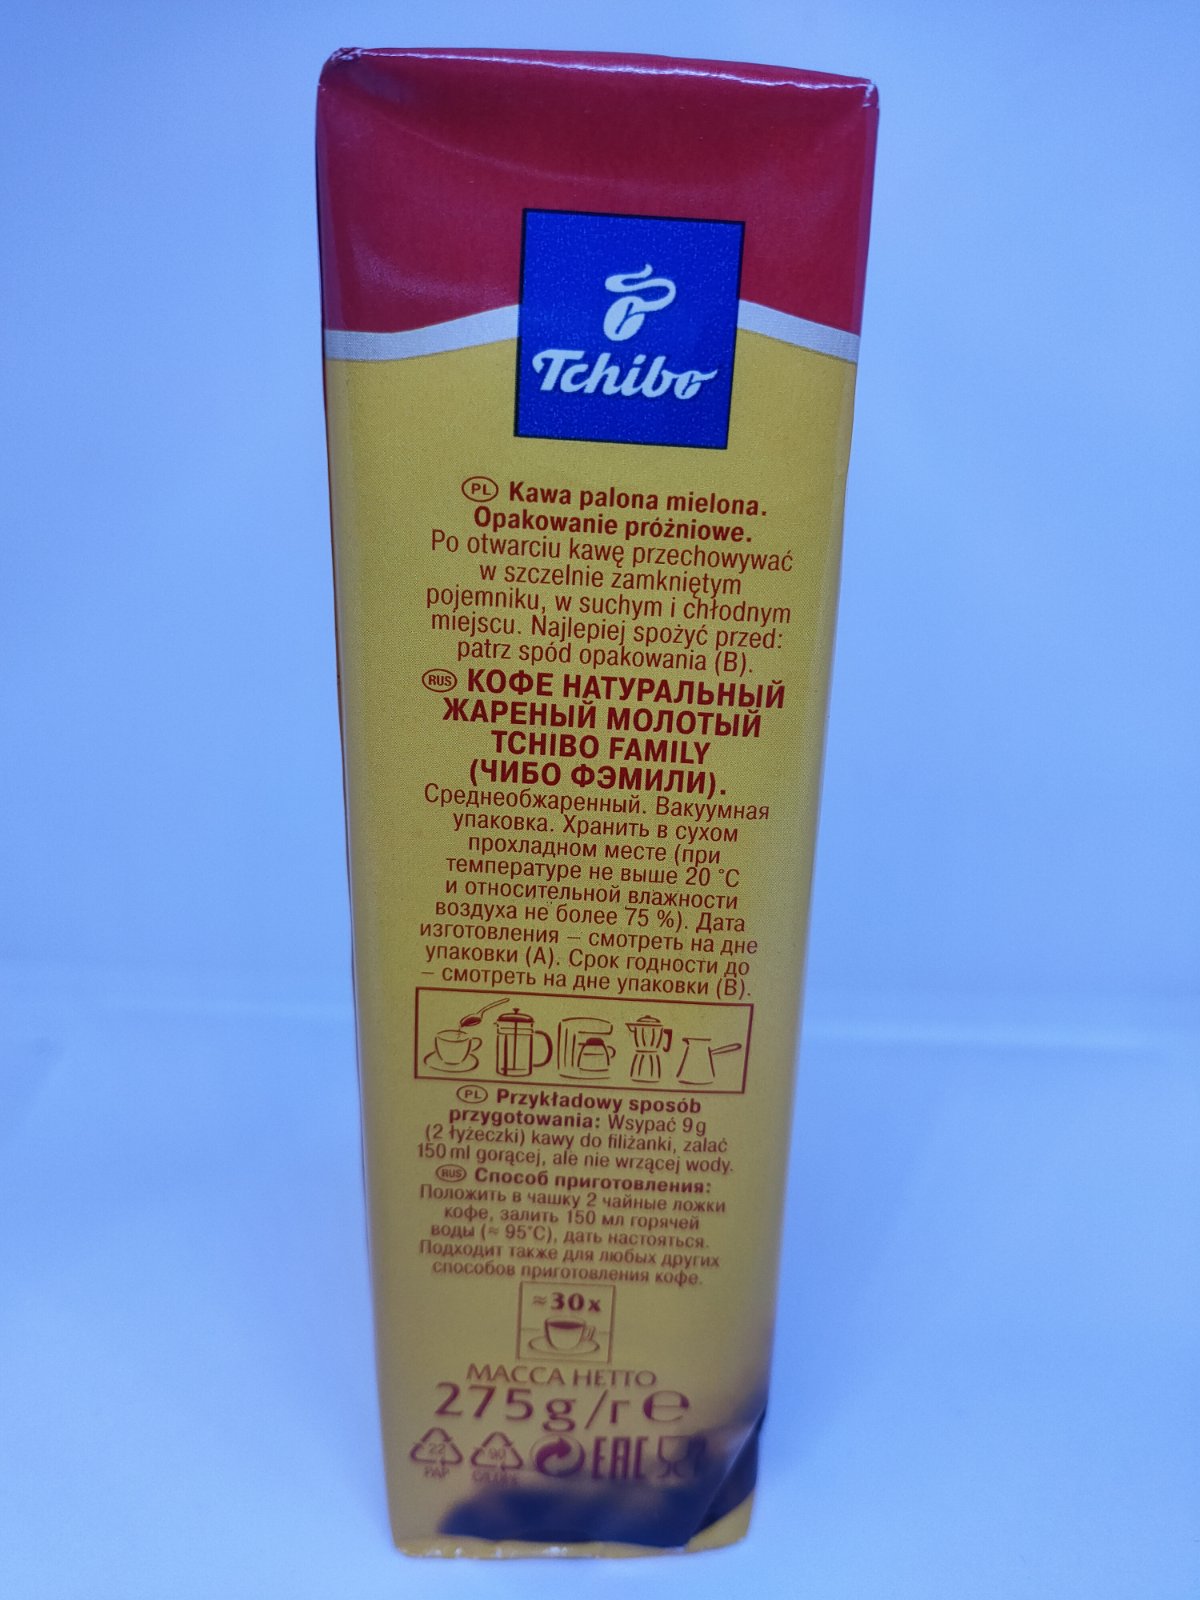 Tchibo
PL Kawa palona mielona.
Opakowanie próżniowe.
Po otwarciu kawę przechowywać
w szczelnie zamkniętym
pojemniku, w suchym i chłodnym
miejscu. Najlepiej spożyć przed:
patrz spód opakowania (B).
RUS КОФЕ НАТУРАЛЬНЫЙ
ЖАРЕНЫЙ МОЛОТЫЙ
TCHIBO FAMILY
(ЧИБО ФЭМИЛИ).
Среднеобжаренный. Вакуумная
упаковка. Хранить в сухом
прохладном месте (при
температуре не выше 20 °C
и относительной влажности
воздуха не более 75 %). Дата
изготовления – смотреть на дне
упаковки (A). Срок годности до
– смотреть на дне упаковки (B).
PL Przykładowy sposób
przygotowania: Wsypać 9 g
(2 łyżeczki) kawy do filiżanki, zalać
150 ml gorącej, ale nie wrzącej wody.
RUS Способ приготовления:
Положить в чашку 2 чайные ложки
кофе, залить 150 мл горячей
воды (≈ 95°C), дать настояться.
Подходит также для любых других
способов приготовления кофе.
≈30x
МАССА НЕТТО
275g/г ℮
22 90 EAC
PAP